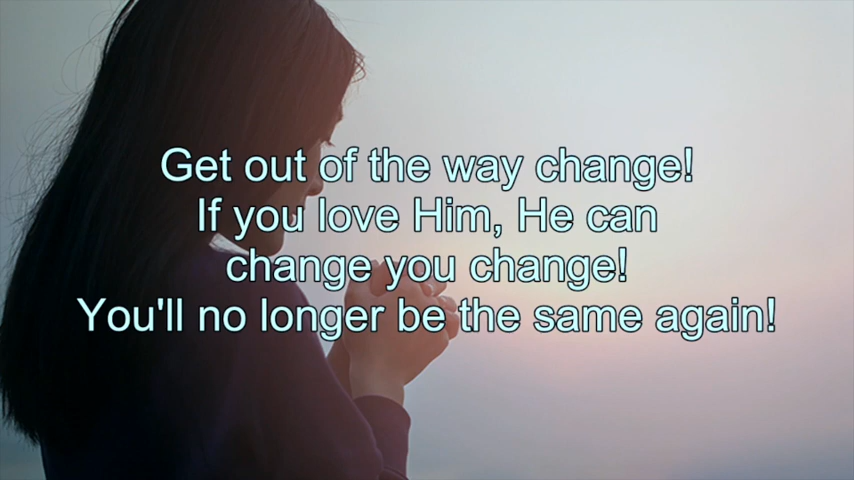 Get out of the way change!
If you love Him, He can
change you change!
You'll no longer be the same again!